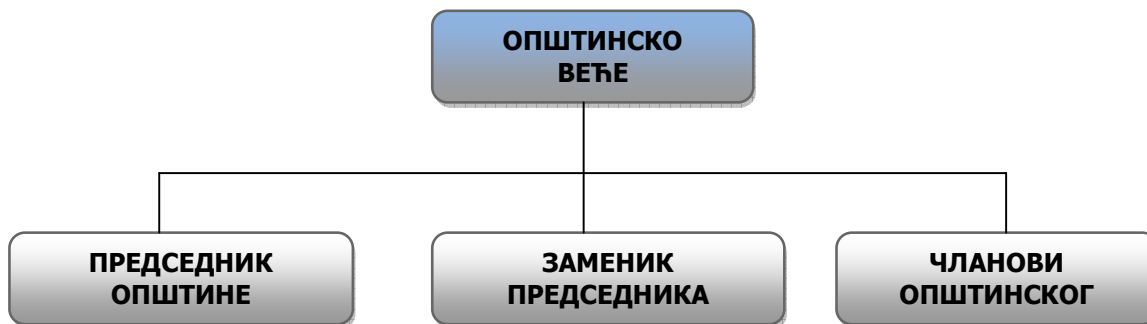 ОПШТИНСКО
ВЕЋЕ
ПРЕДСЕДНИК
ОПШТИНЕ
ЗАМЕНИК
ПРЕДСЕДНИКА
ЧЛАНОВИ
ОПШТИНСКОГ